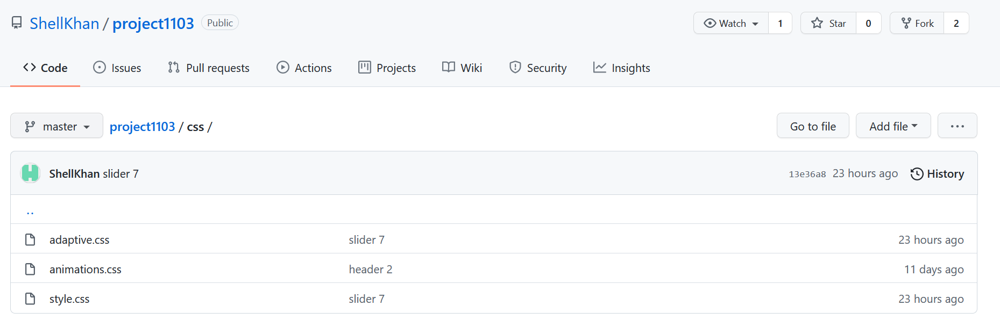 ShellKhan / project1103 Public Watch 1 Star 0 Fork 2
Code Issues Pull requests Actions Projects Wiki Security Insights
master project1103 / css / Go to file Add file ...
ShellKhan slider 7 13e36a8 23 hours ago History
..
adaptive.css slider 7 23 hours ago
animations.css header 2 11 days ago
style.css slider 7 23 hours ago